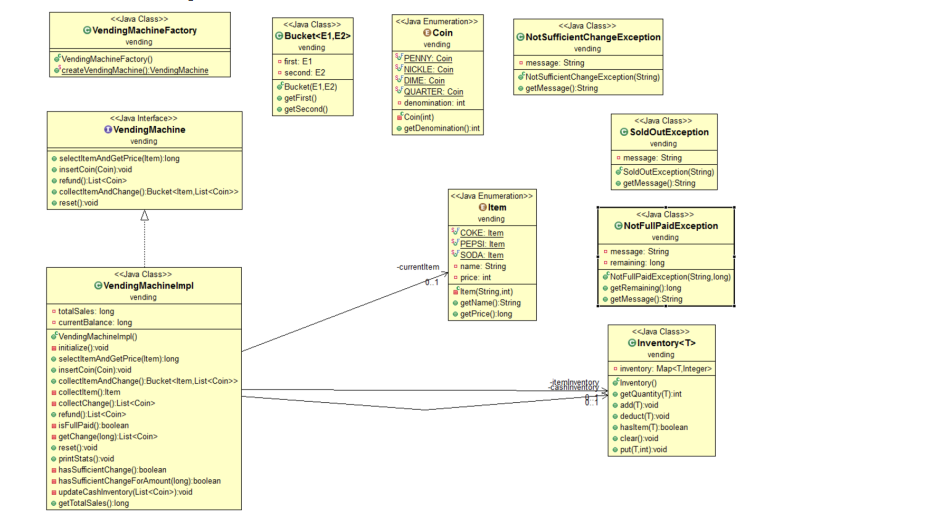 <<Java Class>>
VendingMachineFactory
vending
VendingMachineFactory()
createVendingMachine():VendingMachine
<<Java Class>>
Bucket<E1,E2>
vending
first: E1
second: E2
Bucket(E1,E2)
getFirst()
getSecond()
<<Java Enumeration>>
Coin
vending
PENNY: Coin
NICKLE: Coin
DIME: Coin
QUARTER: Coin
denomination: int
Coin(int)
getDenomination():int
<<Java Class>>
NotSufficientChangeException
vending
message: String
NotSufficientChangeException(String)
getMessage():String
<<Java Interface>>
VendingMachine
vending
selectItemAndGetPrice(Item):long
insertCoin(Coin):void
refund():List<Coin>
collectItemAndChange():Bucket<Item,List<Coin>>
reset():void
<<Java Class>>
SoldOutException
vending
message: String
SoldOutException(String)
getMessage():String
<<Java Enumeration>>
Item
vending
COKE: Item
PEPSI: Item
SODA: Item
name: String
price: int
Item(String,int)
getName():String
getPrice():long
<<Java Class>>
NotFullPaidException
vending
message: String
remaining: long
NotFullPaidException(String,long)
getRemaining():long
getMessage():String
<<Java Class>>
VendingMachineImpl
vending
totalSales: long
currentBalance: long
VendingMachineImpl()
initialize():void
selectItemAndGetPrice(Item):long
insertCoin(Coin):void
collectItemAndChange():Bucket<Item,List<Coin>>
collectItem():Item
collectChange():List<Coin>
refund():List<Coin>
isFullPaid():boolean
getChange(long):List<Coin>
reset():void
printStats():void
hasSufficientChange():boolean
hasSufficientChangeForAmount(long):boolean
updateCashInventory(List<Coin>):void
getTotalSales():long
-currentItem
0..1
-itemInventory
-cashInventory
0..1
0..1
<<Java Class>>
Inventory<T>
vending
inventory: Map<T,Integer>
Inventory()
getQuantity(T):int
add(T):void
deduct(T):void
hasItem(T):boolean
clear():void
put(T,int):void